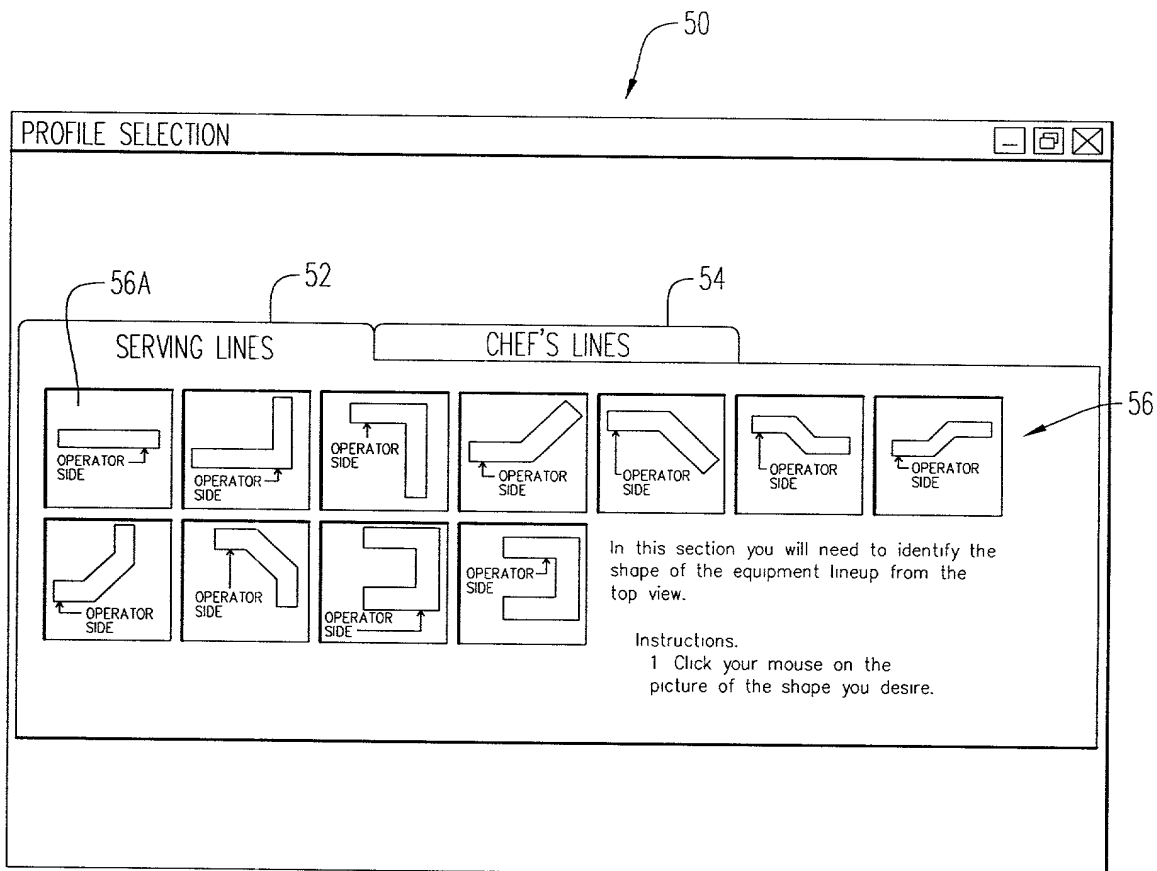 50
PROFILE SELECTION
56A
52
54
SERVING LINES
CHEF'S LINES
56
OPERATOR
SIDE
OPERATOR
SIDE
OPERATOR
SIDE
OPERATOR
SIDE
OPERATOR
SIDE
OPERATOR
SIDE
OPERATOR
SIDE
OPERATOR
SIDE
OPERATOR
SIDE
OPERATOR
SIDE
OPERATOR
SIDE
In this section you will need to identify the
shape of the equipment lineup from the
top view.
Instructions.
1 Click your mouse on the
picture of the shape you desire.